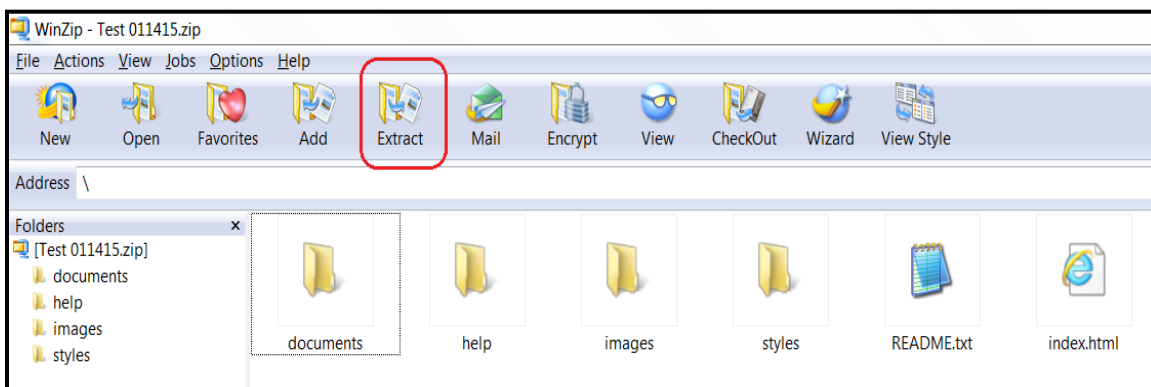 WinZip - Test 011415.zip
File Actions View Jobs Options Help
New Open Favorites Add Extract Mail Encrypt View CheckOut Wizard View Style
Address \
Folders x
[Test 011415.zip]
documents
help
images
styles
documents help images styles README.txt index.html